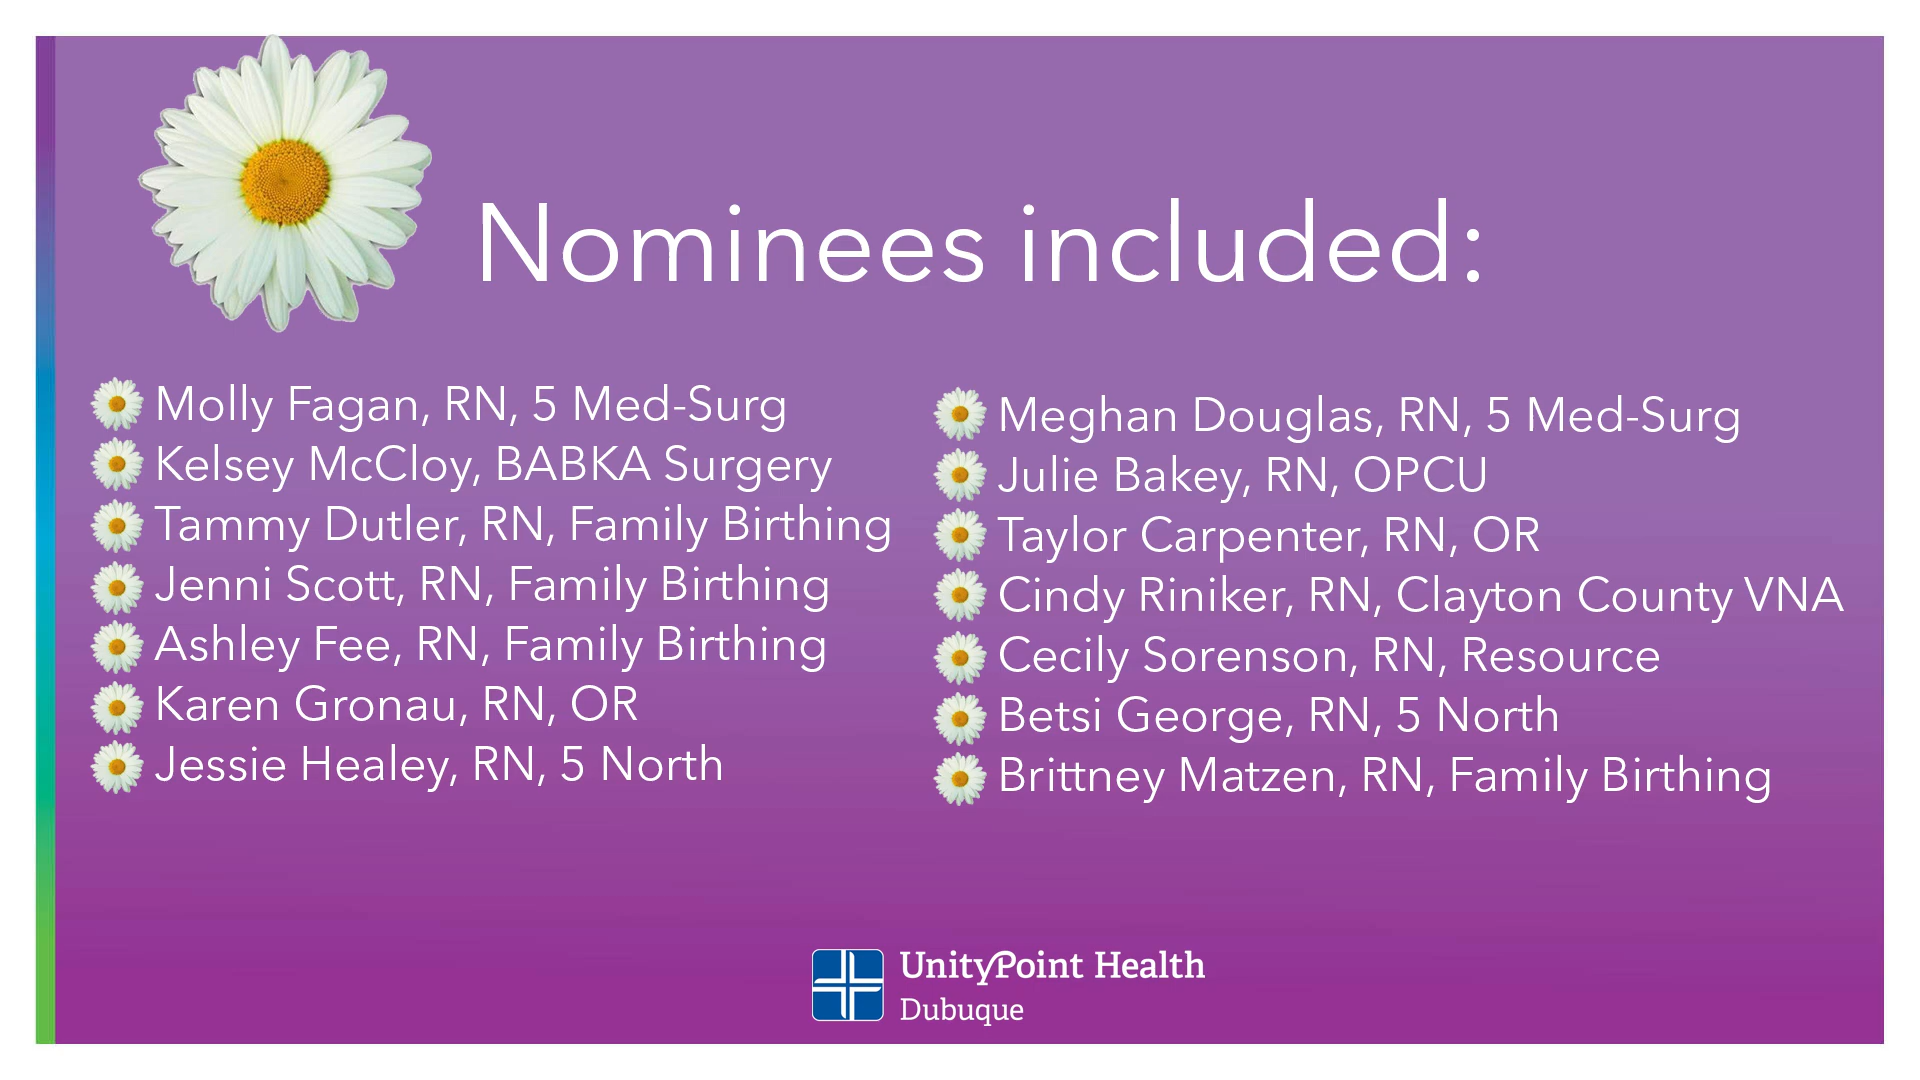 Nominees included:
Molly Fagan, RN, 5 Med-Surg
Kelsey McCloy, BABKA Surgery
Tammy Dutler, RN, Family Birthing
Jenni Scott, RN, Family Birthing
Ashley Fee, RN, Family Birthing
Karen Gronau, RN, OR
Jessie Healey, RN, 5 North
Meghan Douglas, RN, 5 Med-Surg
Julie Bakey, RN, OPCU
Taylor Carpenter, RN, OR
Cindy Riniker, RN, Clayton County VNA
Cecily Sorenson, RN, Resource
Betsi George, RN, 5 North
Brittney Matzen, RN, Family Birthing
UnityPoint Health
Dubuque